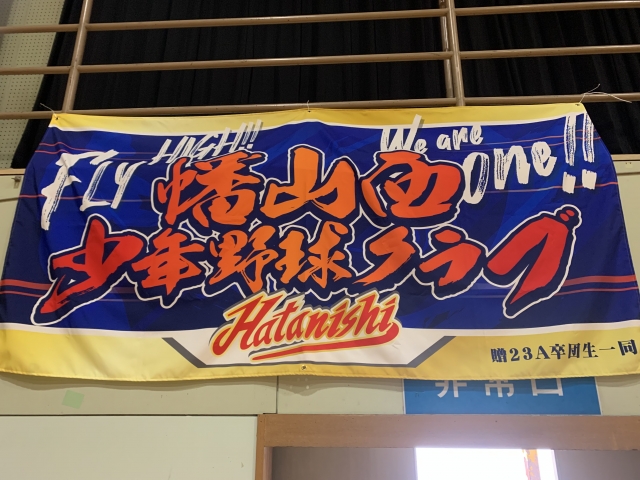 Fly HIGH!!
We are one!!
幡山西
少年野球クラブ
Hatanishi
贈23A卒団生一同
非常口